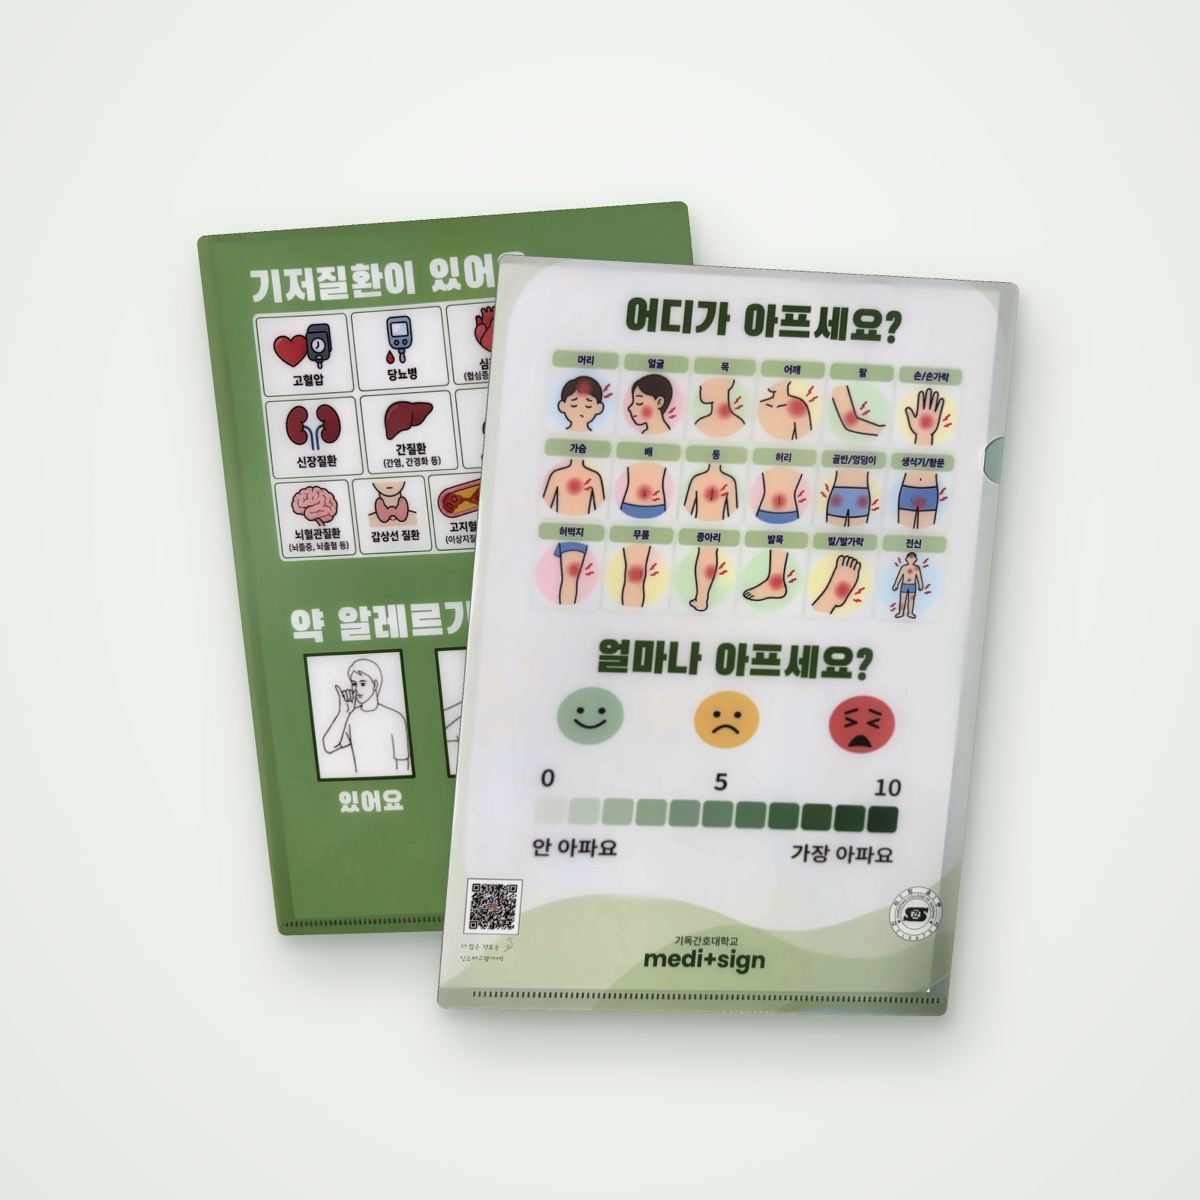 기저질환이 있어
고혈압
당뇨병
신장질환
간질환
(간염, 간경화 등)
뇌혈관질환
(뇌졸중, 뇌출혈 등)
갑상선 질환
고지혈
약 알레르기
있어요
어디가 아프세요?
머리 얼굴 목 어깨 팔 손/손가락
가슴 배 등 허리 골반/엉덩이 생식기/항문
허벅지 무릎 종아리 발목 발/발가락 전신
얼마나 아프세요?
0 5 10
안 아파요 가장 아파요
기독간호대학교
medi+sign